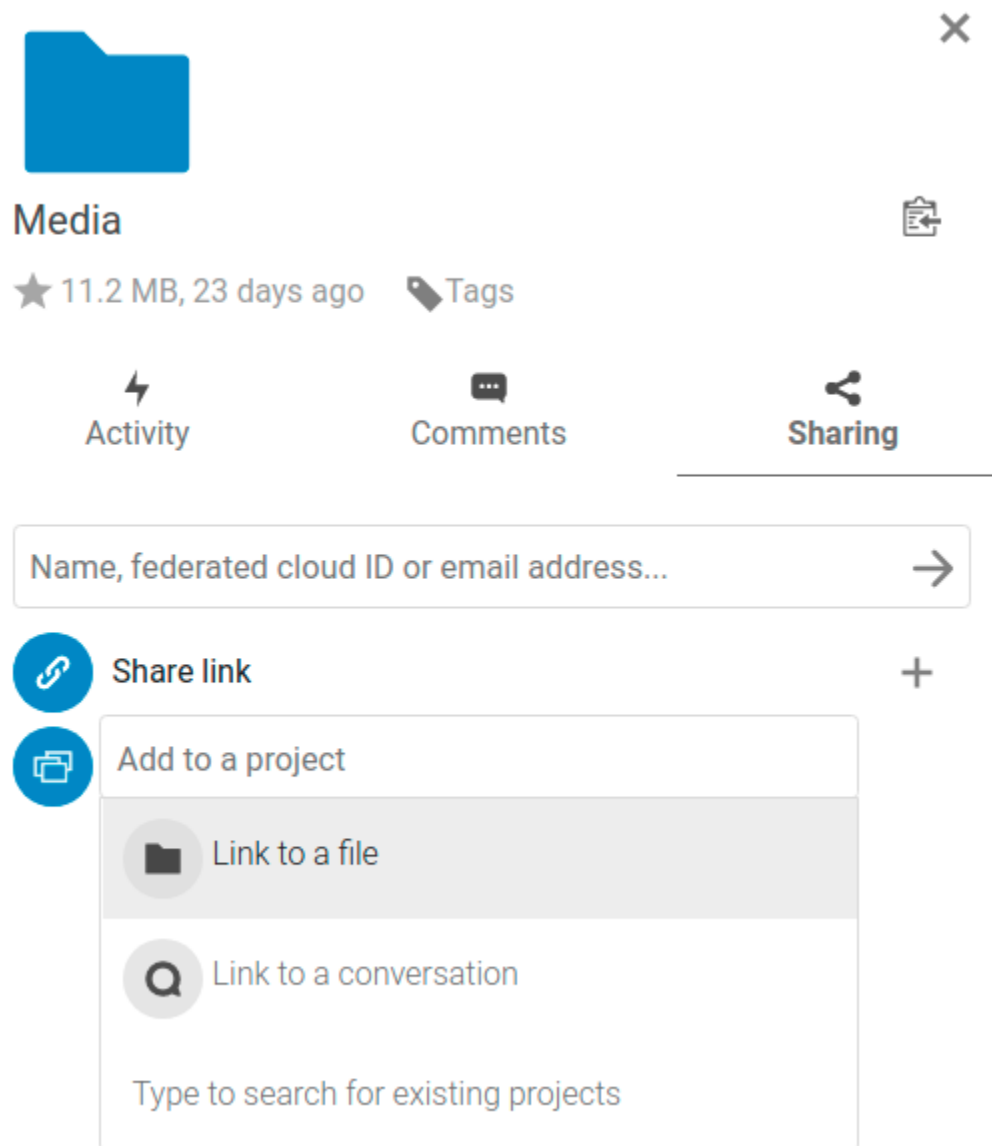 Media
11.2 MB, 23 days ago Tags
Activity Comments Sharing
Name, federated cloud ID or email address...
Share link
Add to a project
Link to a file
Link to a conversation
Type to search for existing projects